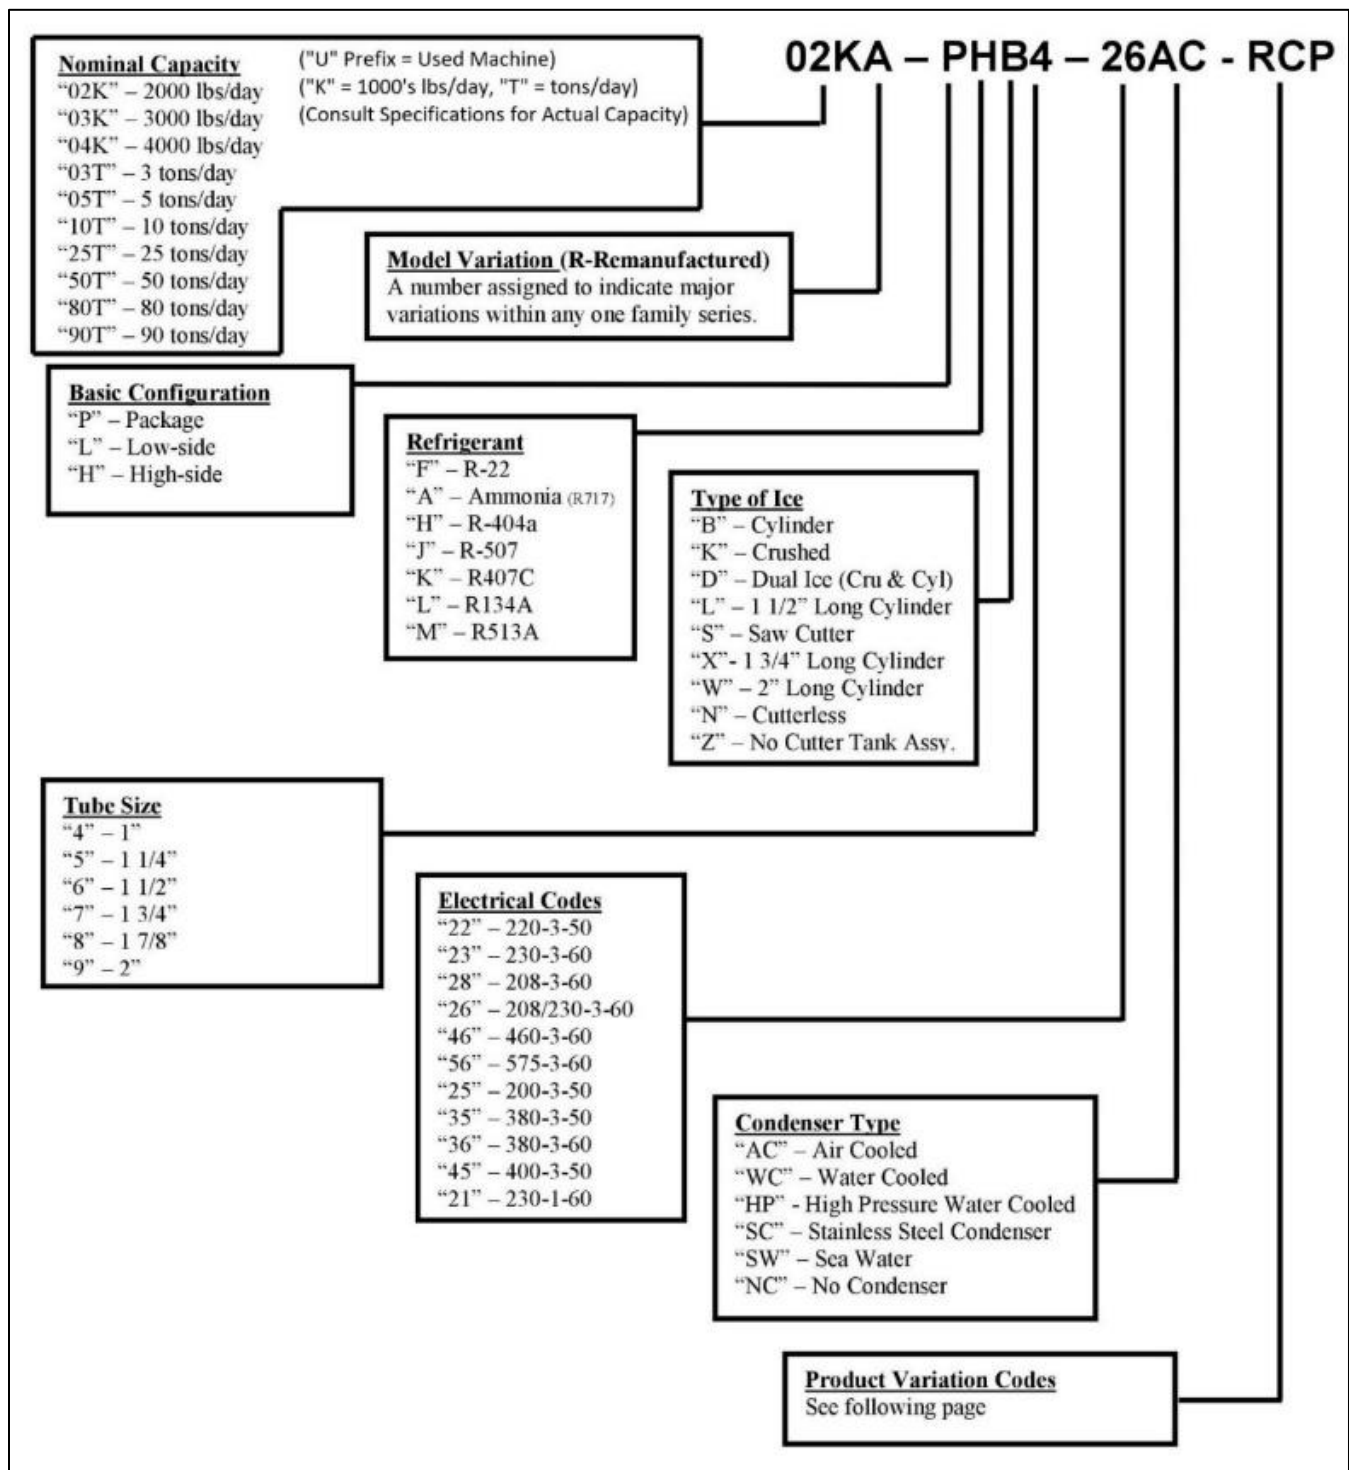 02KA – PHB4 – 26AC - RCP
Nominal Capacity
“02K” – 2000 lbs/day
“03K” – 3000 lbs/day
“04K” – 4000 lbs/day
“03T” – 3 tons/day
“05T” – 5 tons/day
“10T” – 10 tons/day
“25T” – 25 tons/day
“50T” – 50 tons/day
“80T” – 80 tons/day
“90T” – 90 tons/day
("U" Prefix = Used Machine)
("K" = 1000's lbs/day, "T" = tons/day)
(Consult Specifications for Actual Capacity)
Model Variation (R-Remanufactured)
A number assigned to indicate major
variations within any one family series.
Basic Configuration
“P” – Package
“L” – Low-side
“H” – High-side
Refrigerant
“F” – R-22
“A” – Ammonia (R717)
“H” – R-404a
“J” – R-507
“K” – R407C
“L” – R134A
“M” – R513A
Type of Ice
“B” – Cylinder
“K” – Crushed
“D” – Dual Ice (Cru & Cyl)
“L” – 1 1/2” Long Cylinder
“S” – Saw Cutter
“X”- 1 3/4” Long Cylinder
“W” – 2” Long Cylinder
“N” – Cutterless
“Z” – No Cutter Tank Assy.
Tube Size
“4” – 1”
“5” – 1 1/4”
“6” – 1 1/2”
“7” – 1 3/4”
“8” – 1 7/8”
“9” – 2”
Electrical Codes
“22” – 220-3-50
“23” – 230-3-60
“28” – 208-3-60
“26” – 208/230-3-60
“46” – 460-3-60
“56” – 575-3-60
“25” – 200-3-50
“35” – 380-3-50
“36” – 380-3-60
“45” – 400-3-50
“21” – 230-1-60
Condenser Type
“AC” – Air Cooled
“WC” – Water Cooled
“HP” - High Pressure Water Cooled
“SC” – Stainless Steel Condenser
“SW” – Sea Water
“NC” – No Condenser
Product Variation Codes
See following page